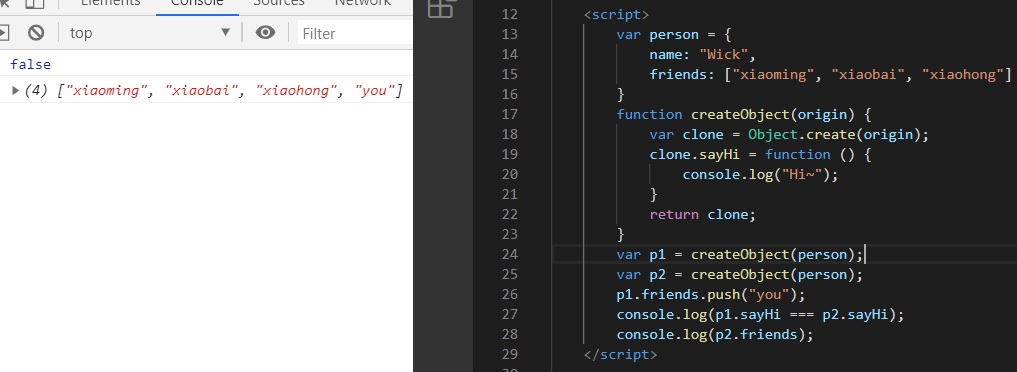 Elements
Console
Sources
Network
top
Filter
false
(4) ["xiaoming", "xiaobai", "xiaohong", "you"]
12 <script>
13 var person = {
14 name: "Wick",
15 friends: ["xiaoming", "xiaobai", "xiaohong"]
16 }
17 function createObject(origin) {
18 var clone = Object.create(origin);
19 clone.sayHi = function () {
20 console.log("Hi~");
21 }
22 return clone;
23 }
24 var p1 = createObject(person);
25 var p2 = createObject(person);
26 p1.friends.push("you");
27 console.log(p1.sayHi === p2.sayHi);
28 console.log(p2.friends);
29 </script>